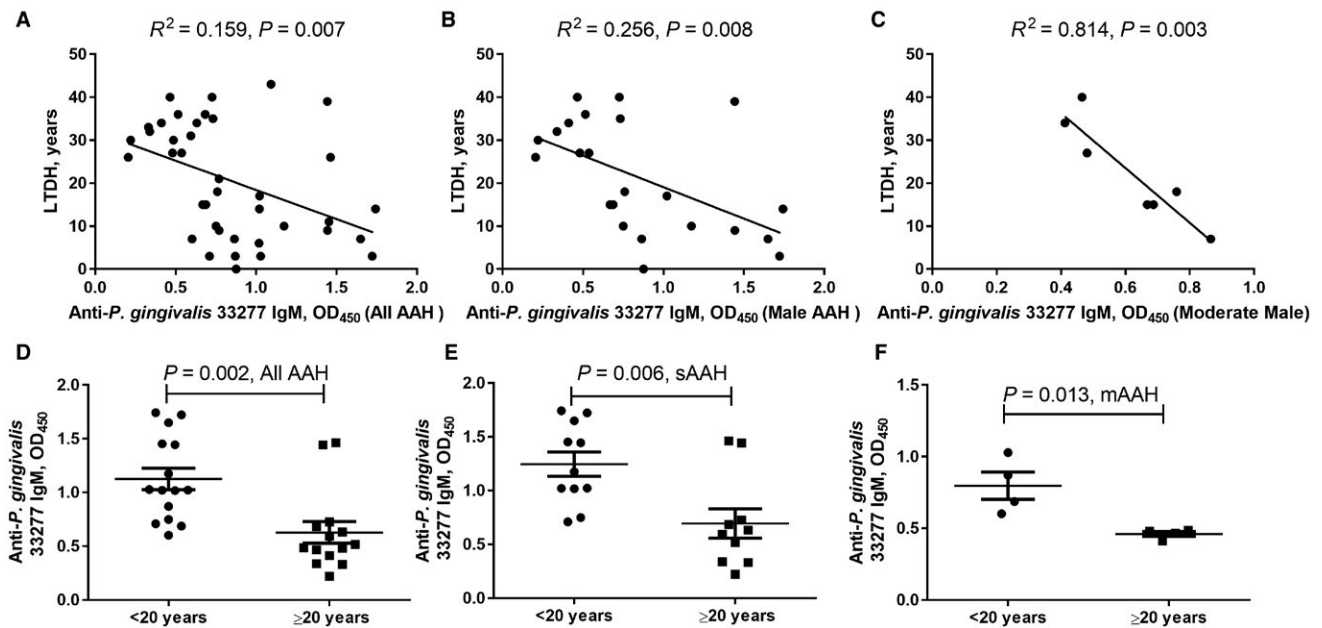 A
R² = 0.159, P = 0.007
50
40
30
20
10
0
LTDH, years
0.0 0.5 1.0 1.5 2.0
Anti-P. gingivalis 33277 IgM, OD₄₅₀ (All AAH )
B
R² = 0.256, P = 0.008
50
40
30
20
10
0
LTDH, years
0.0 0.5 1.0 1.5 2.0
Anti-P. gingivalis 33277 IgM, OD₄₅₀ (Male AAH )
C
R² = 0.814, P = 0.003
50
40
30
20
10
0
LTDH, years
0.0 0.2 0.4 0.6 0.8 1.0
Anti-P. gingivalis 33277 IgM, OD₄₅₀ (Moderate Male)
D
P = 0.002, All AAH
2.0
1.5
1.0
0.5
0.0
Anti-P. gingivalis
33277 IgM, OD₄₅₀
<20 years ≥20 years
E
P = 0.006, sAAH
2.0
1.5
1.0
0.5
0.0
Anti-P. gingivalis
33277 IgM, OD₄₅₀
<20 years ≥20 years
F
P = 0.013, mAAH
1.5
1.0
0.5
0.0
Anti-P. gingivalis
33277 IgM, OD₄₅₀
<20 years ≥20 years